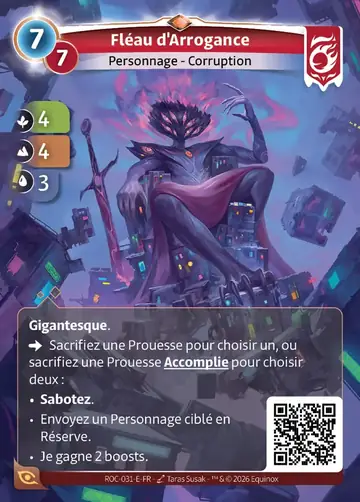 7
Fléau d'Arrogance
7
Personnage - Corruption
4
4
3
Gigantesque.
Sacrifiez une Prouesse pour choisir un, ou
sacrifiez une Prouesse Accomplie pour choisir
deux :
• Sabotez.
• Envoyez un Personnage ciblé en
Réserve.
• Je gagne 2 boosts.
ROC-031-E-FR - Taras Susak - ™ & © 2026 Equinox